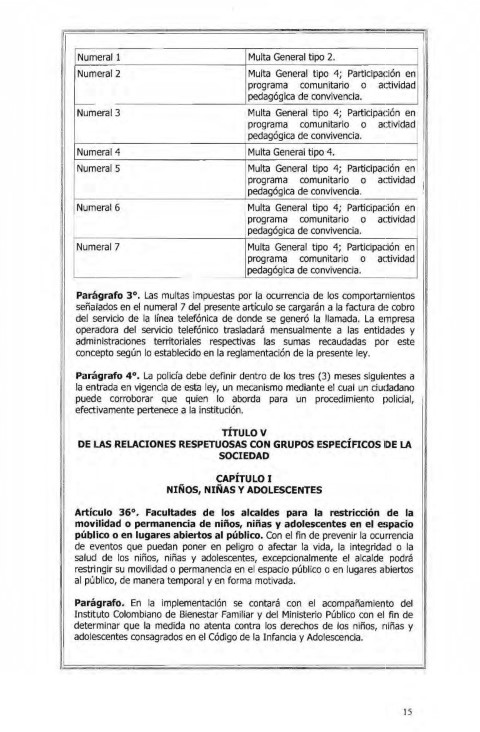 Numeral 1 Multa General tipo 2.
Numeral 2 Multa General tipo 4; Participación en
programa comunitario o actividad
pedagógica de convivencia.
Numeral 3 Multa General tipo 4; Participación en
programa comunitario o actividad
pedagógica de convivencia.
Numeral 4 Multa General tipo 4.
Numeral 5 Multa General tipo 4; Participación en
programa comunitario o actividad
pedagógica de convivencia.
Numeral 6 Multa General tipo 4; Participación en
programa comunitario o actividad
pedagógica de convivencia.
Numeral 7 Multa General tipo 4; Participación en
programa comunitario o actividad
pedagógica de convivencia.
Parágrafo 3°. Las multas impuestas por la ocurrencia de los comportamientos
señalados en el numeral 7 del presente artículo se cargarán a la factura de cobro
del servicio de la línea telefónica de donde se generó la llamada. La empresa
operadora del servicio telefónico trasladará mensualmente a las entidades y
administraciones territoriales respectivas las sumas recaudadas por este
concepto según lo establecido en la reglamentación de la presente ley.
Parágrafo 4°. La policía debe definir dentro de los tres (3) meses siguientes a
la entrada en vigencia de esta ley, un mecanismo mediante el cual un ciudadano
puede corroborar que quien lo aborda para un procedimiento policial,
efectivamente pertenece a la institución.
TÍTULO V
DE LAS RELACIONES RESPETUOSAS CON GRUPOS ESPECÍFICOS DE LA
SOCIEDAD
CAPÍTULO I
NIÑOS, NIÑAS Y ADOLESCENTES
Artículo 36°. Facultades de los alcaldes para la restricción de la
movilidad o permanencia de niños, niñas y adolescentes en el espacio
público o en lugares abiertos al público. Con el fin de prevenir la ocurrencia
de eventos que puedan poner en peligro o afectar la vida, la integridad o la
salud de los niños, niñas y adolescentes, excepcionalmente el alcalde podrá
restringir su movilidad o permanencia en el espacio público o en lugares abiertos
al público, de manera temporal y en forma motivada.
Parágrafo. En la implementación se contará con el acompañamiento del
Instituto Colombiano de Bienestar Familiar y del Ministerio Público con el fin de
determinar que la medida no atenta contra los derechos de los niños, niñas y
adolescentes consagrados en el Código de la Infancia y Adolescencia.
15